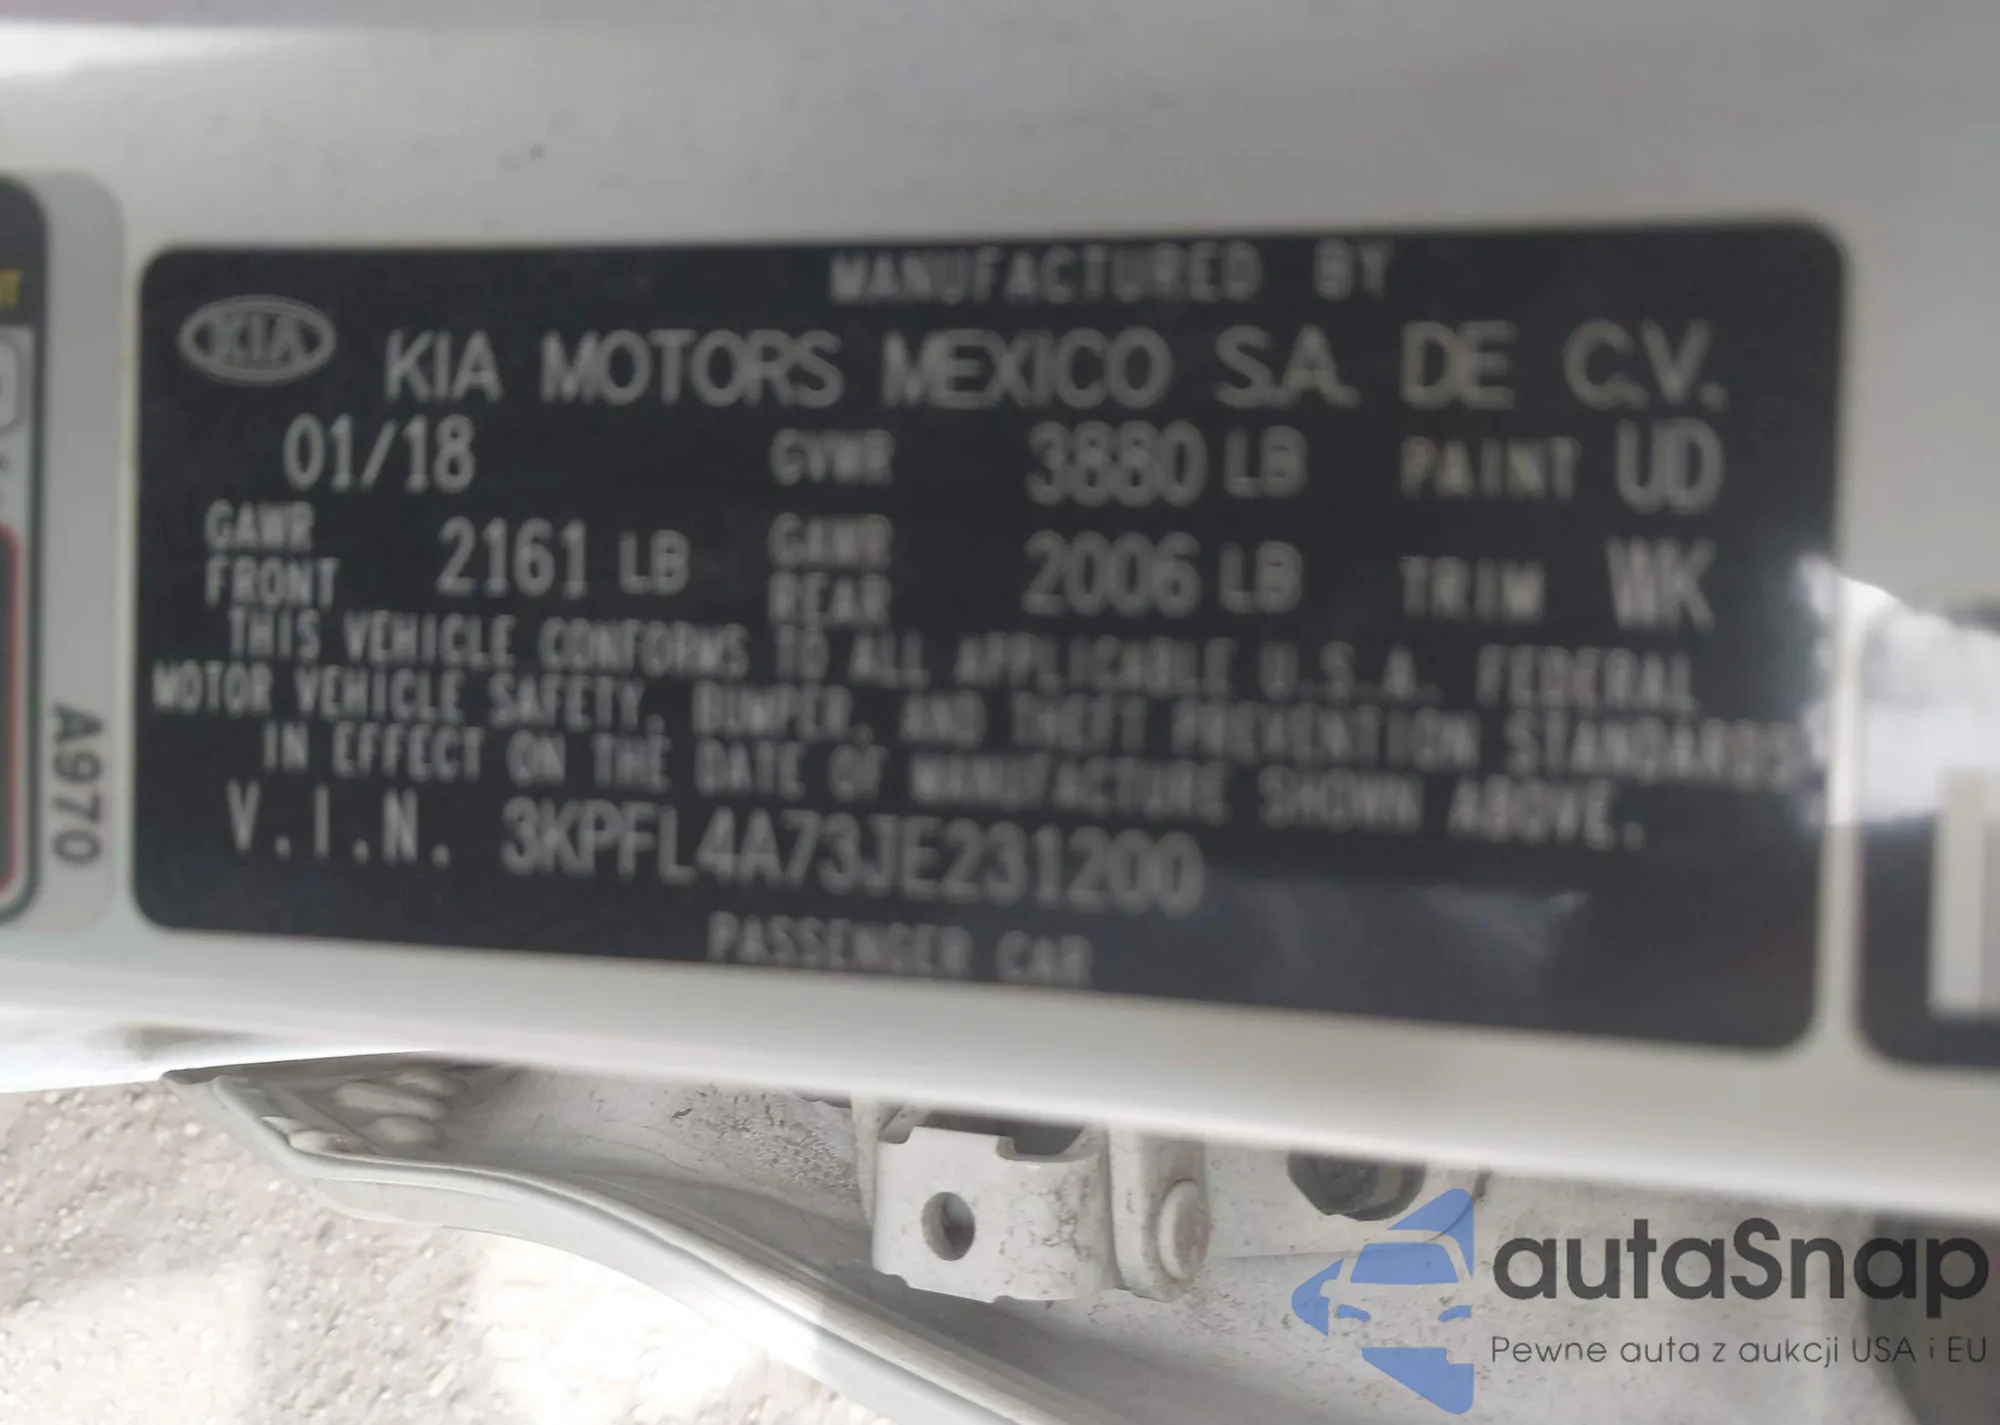 MANUFACTURED BY
KIA
KIA MOTORS MEXICO S.A. DE C.V.
01/18 GVWR 3880 LB PAINT UD
GAWR FRONT 2161 LB GAWR REAR 2006 LB TRIM WK
THIS VEHICLE CONFORMS TO ALL APPLICABLE U.S.A. FEDERAL
MOTOR VEHICLE SAFETY, BUMPER, AND THEFT PREVENTION STANDARDS
IN EFFECT ON THE DATE OF MANUFACTURE SHOWN ABOVE.
V.I.N. 3KPFL4A73JE231200
PASSENGER CAR
A970
autaSnap
Pewne auta z aukcji USA i EU